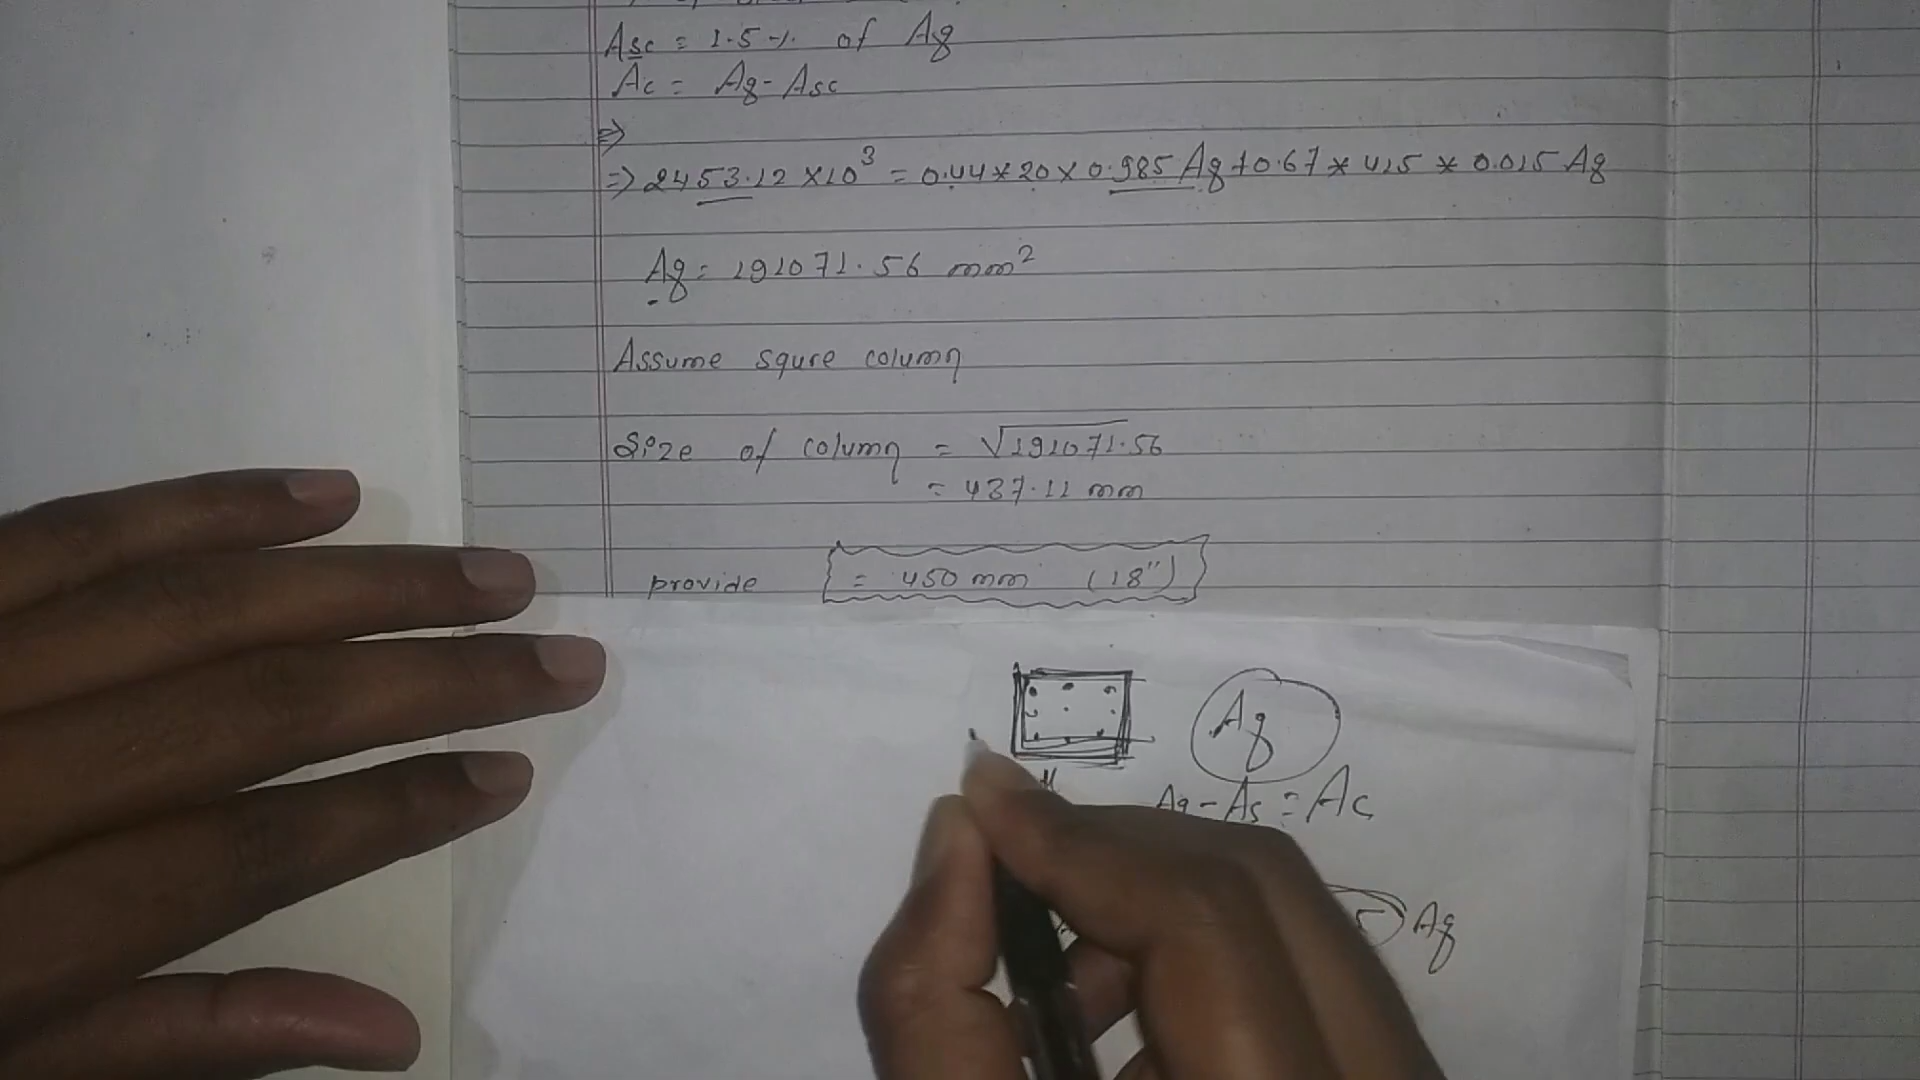 Asc = 1.5 % of Ag
Ac = Ag - Asc
⇒
⇒ 2453.12 × 10³ = 0.44 * 20 × 0.985 Ag + 0.67 * 415 * 0.015 Ag
Ag = 191071.56 mm²
Assume squre column
Size of column = √191071.56
= 437.11 mm
provide = 450 mm (18")
Ag
Ag - As = Ac
5 Ag